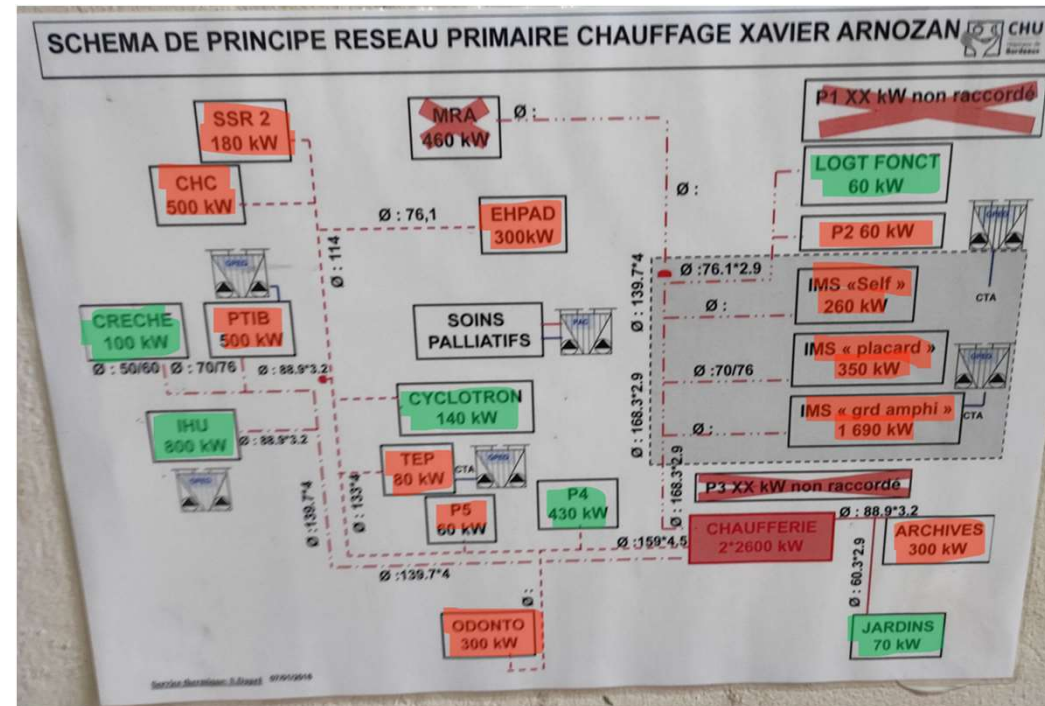 SCHEMA DE PRINCIPE RESEAU PRIMAIRE CHAUFFAGE XAVIER ARNOZAN
CHU
Bordeaux
SSR 2
180 kW
MRA
460 kW
Ø :
P1 XX kW non raccordé
CHC
500 kW
LOGT FONCT
60 kW
Ø :
Ø : 76,1
EHPAD
300kW
P2 60 kW
Ø : 114
Ø : 139.7*4
Ø :76.1*2.9
CTA
IMS «Self »
260 kW
Ø :
CRECHE
100 kW
PTIB
500 kW
SOINS
PALLIATIFS
PAC
IMS « placard »
350 kW
Ø : 50/60
Ø : 70/76
Ø : 88.9*3.2
Ø :70/76
CYCLOTRON
140 kW
IMS « grd amphi »
1 690 kW
CTA
IHU
800 kW
Ø : 88.9*3.2
Ø : 168.3*2.9
Ø :
TEP
80 kW
CTA
Ø : 139.7*4
Ø : 133*4
P5
60 kW
P4
430 kW
Ø : 168.3*2.9
P3 XX kW non raccordé
Ø : 88.9*3.2
CHAUFFERIE
2*2600 kW
ARCHIVES
300 kW
Ø :159*4.5
Ø :139.7*4
Ø :
Ø : 60.3*2.9
ODONTO
300 kW
JARDINS
70 kW